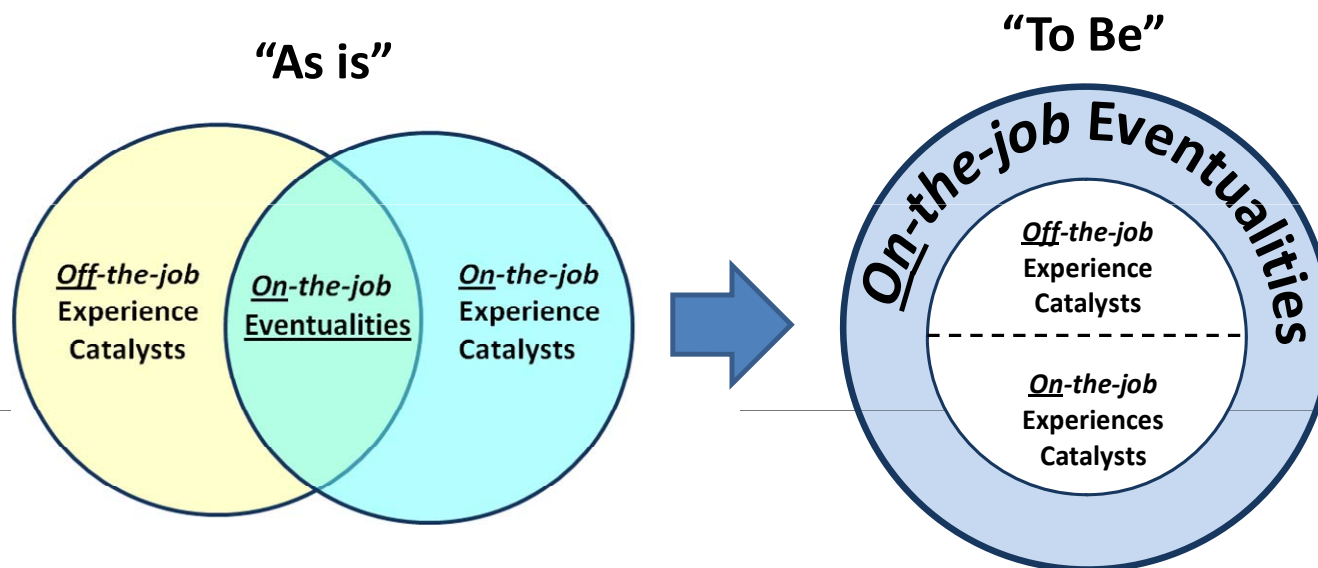 “As is”
Off-the-job
Experience
Catalysts
On-the-job
Eventualities
On-the-job
Experience
Catalysts
“To Be”
On-the-job Eventualities
Off-the-job
Experience
Catalysts
On-the-job
Experiences
Catalysts